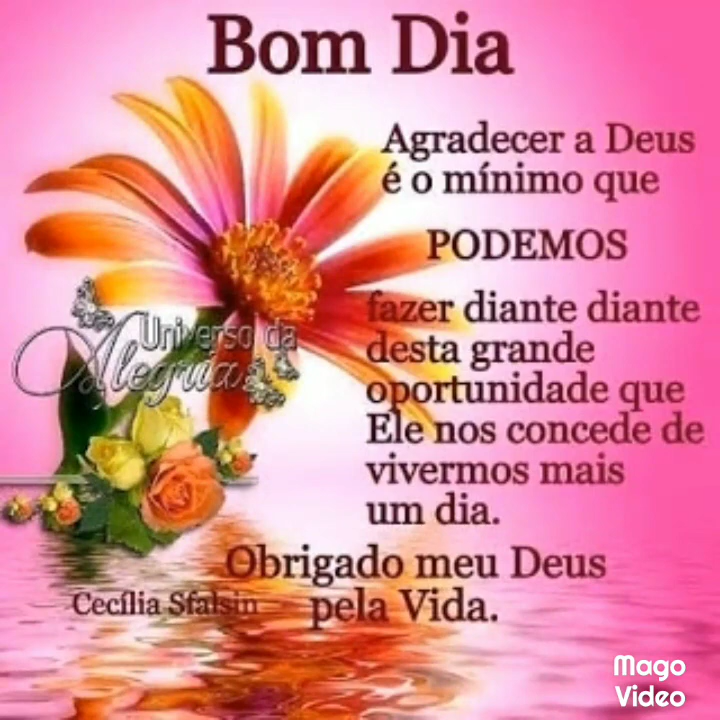 Bom Dia
Agradecer a Deus
é o mínimo que
PODEMOS
fazer diante diante
desta grande
oportunidade que
Ele nos concede de
vivermos mais
um dia.
Obrigado meu Deus
pela Vida.
Cecília Sfalsin
Universo da
Alegria
Mago
Video